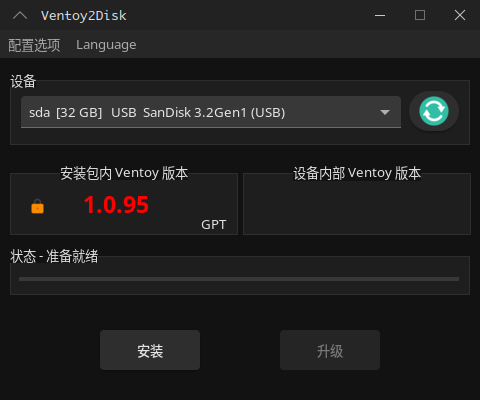 Ventoy2Disk
配置选项 Language
设备
sda [32 GB] USB SanDisk 3.2Gen1 (USB)
安装包内 Ventoy 版本 设备内部 Ventoy 版本
1.0.95
GPT
状态 - 准备就绪
安装 升级